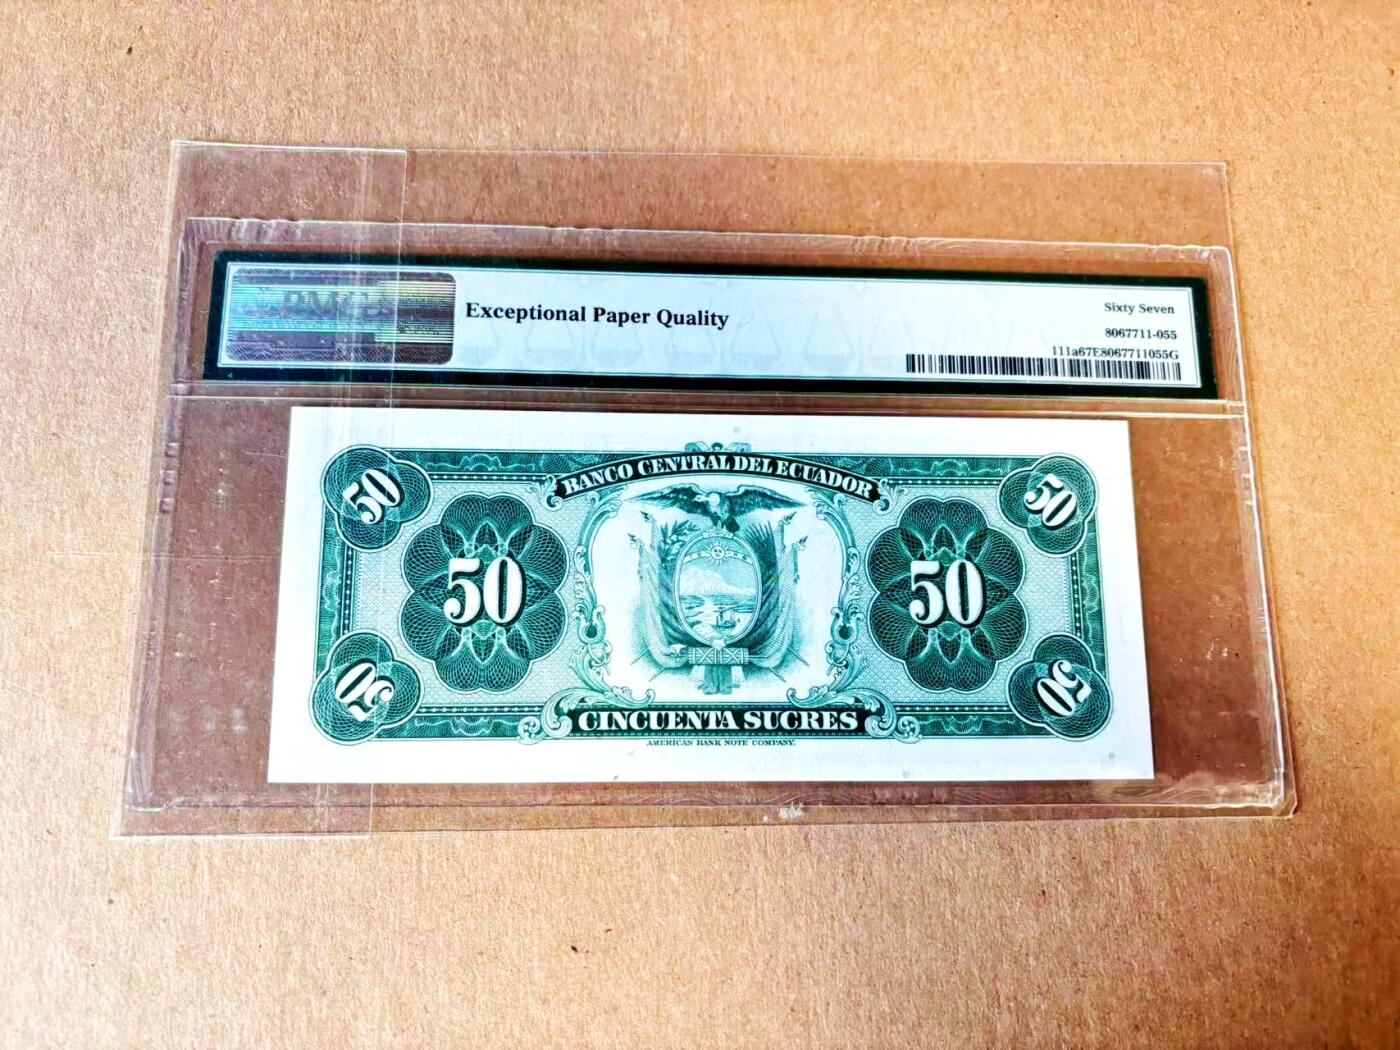 PMG
Exceptional Paper Quality
Sixty Seven
8067711-055
111a67E8067711055G
BANCO CENTRAL DEL ECUADOR
50
50
50
50
50
50
CINCUENTA SUCRES
AMERICAN BANK NOTE COMPANY.